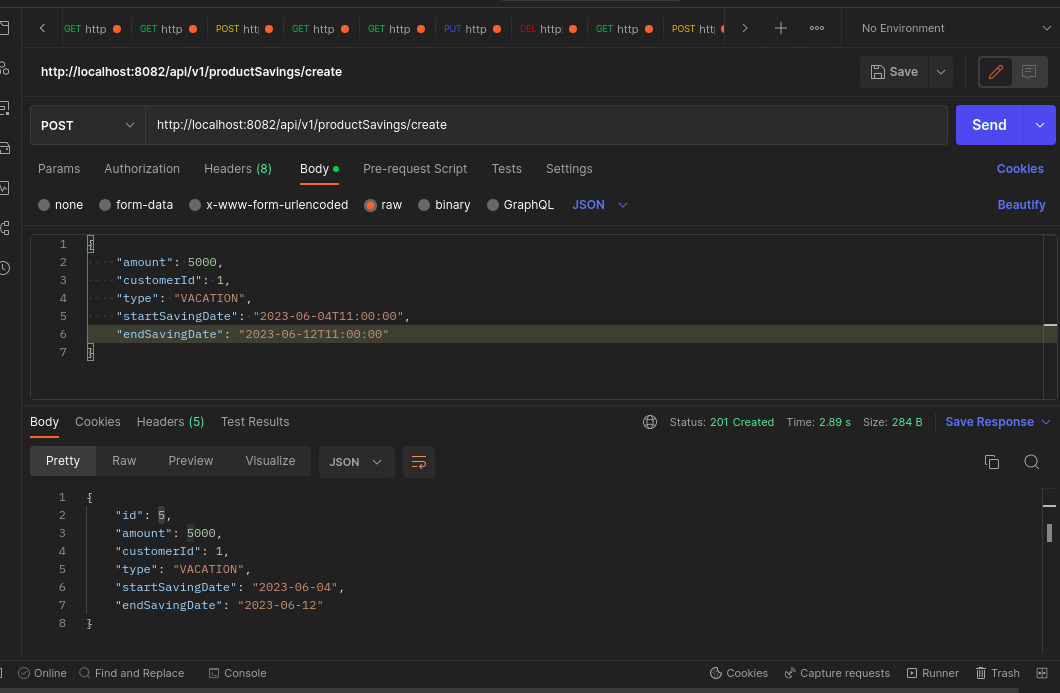 GET http GET http POST htt GET http GET http PUT http DEL http: GET http POST htt No Environment
http://localhost:8082/api/v1/productSavings/create Save
POST http://localhost:8082/api/v1/productSavings/create Send
Params Authorization Headers (8) Body Pre-request Script Tests Settings Cookies
none form-data x-www-form-urlencoded raw binary GraphQL JSON Beautify
1 {
2 "amount": 5000,
3 "customerId": 1,
4 "type": "VACATION",
5 "startSavingDate": "2023-06-04T11:00:00",
6 "endSavingDate": "2023-06-12T11:00:00"
7 }
Body Cookies Headers (5) Test Results Status: 201 Created Time: 2.89 s Size: 284 B Save Response
Pretty Raw Preview Visualize JSON
1 {
2 "id": 5,
3 "amount": 5000,
4 "customerId": 1,
5 "type": "VACATION",
6 "startSavingDate": "2023-06-04",
7 "endSavingDate": "2023-06-12"
8 }
Online Find and Replace Console Cookies Capture requests Runner Trash